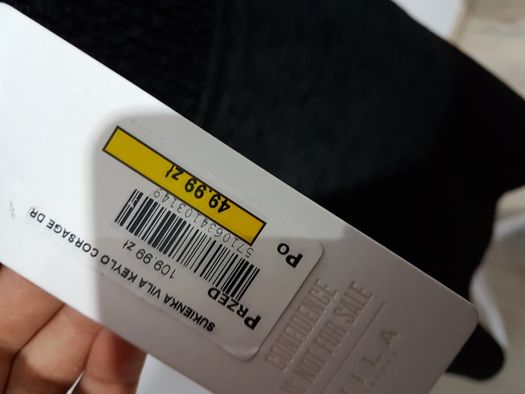 SUKIENKA VILA KEYLO CORSAGE DR
PRZED
109,99 zł
5710634103149
Po
49,99 zł
CONFIDENCE
IS NOT FOR SALE
VILA